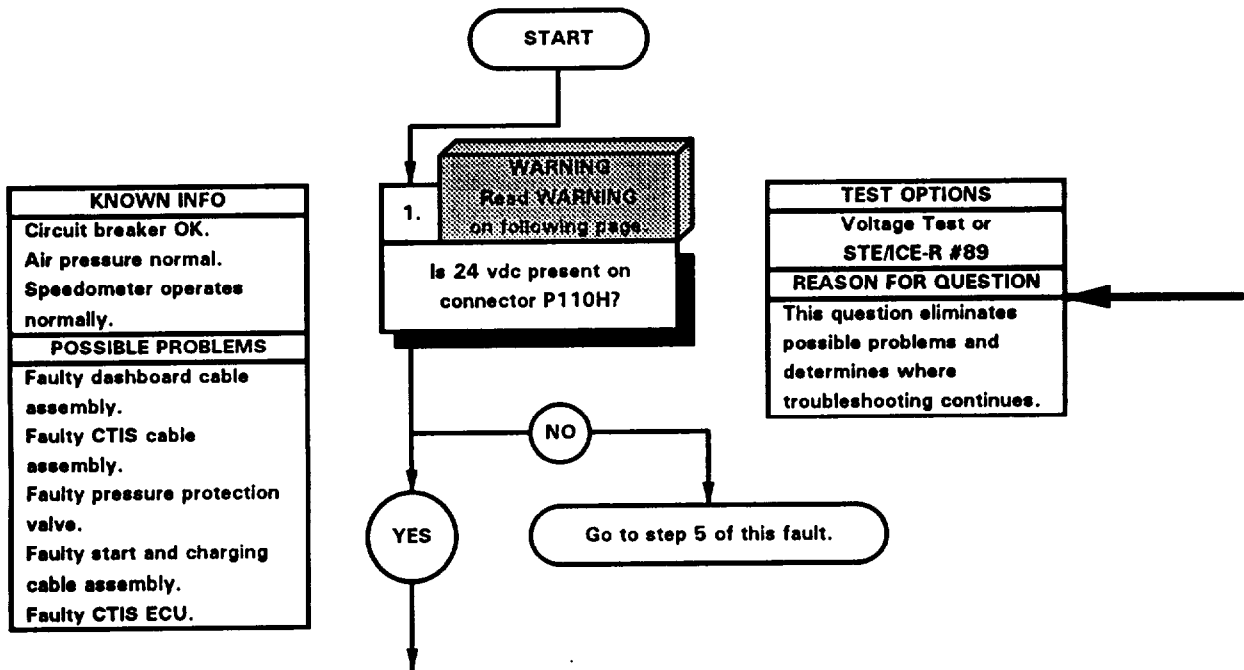 START
KNOWN INFO
Circuit breaker OK.
Air pressure normal.
Speedometer operates
normally.
POSSIBLE PROBLEMS
Faulty dashboard cable
assembly.
Faulty CTIS cable
assembly.
Faulty pressure protection
valve.
Faulty start and charging
cable assembly.
Faulty CTIS ECU.
1.
WARNING
Read WARNING
on following page.
Is 24 vdc present on
connector P110H?
NO
YES
Go to step 5 of this fault.
TEST OPTIONS
Voltage Test or
STE/ICE-R #89
REASON FOR QUESTION
This question eliminates
possible problems and
determines where
troubleshooting continues.